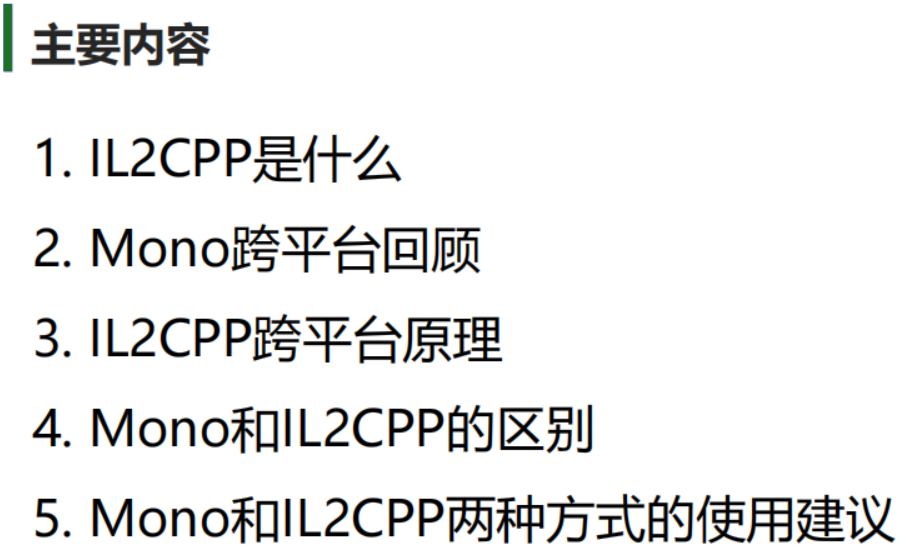 主要内容
1. IL2CPP是什么
2. Mono跨平台回顾
3. IL2CPP跨平台原理
4. Mono和IL2CPP的区别
5. Mono和IL2CPP两种方式的使用建议